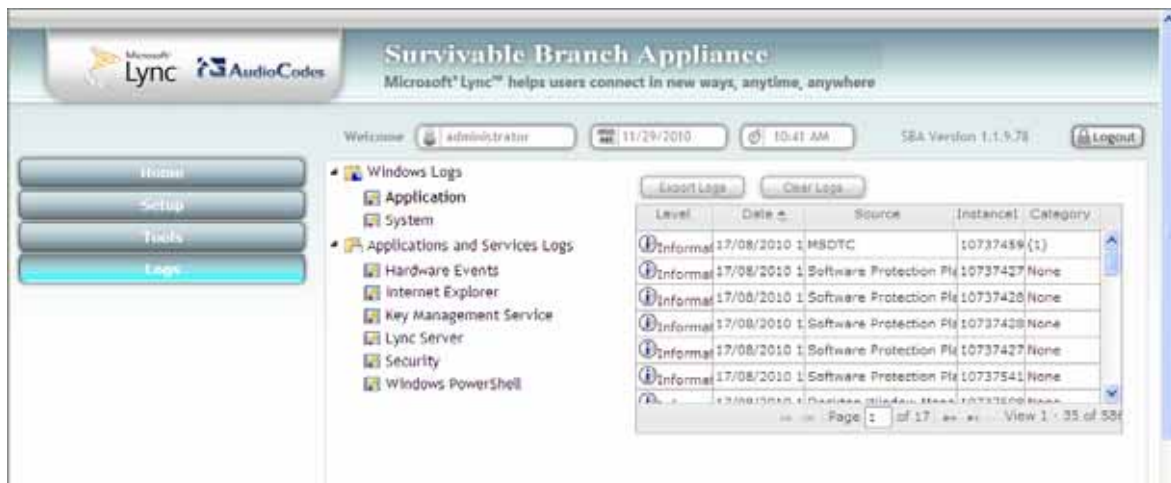 Microsoft Lync AudioCodes
Survivable Branch Appliance
Microsoft® Lync™ helps users connect in new ways, anytime, anywhere
Welcome administrator 11/29/2010 10:41 AM SBA Version 1.1.9.78 Logout
Home
Setup
Tools
Logs
Windows Logs
Application
System
Applications and Services Logs
Hardware Events
Internet Explorer
Key Management Service
Lync Server
Security
Windows PowerShell
Export Logs Clear Logs
Level Date Source InstanceI Category
Informat 17/08/2010 1 MSDTC 10737459 (1)
Informat 17/08/2010 1 Software Protection Pla 10737427 None
Informat 17/08/2010 1 Software Protection Pla 10737428 None
Informat 17/08/2010 1 Software Protection Pla 10737428 None
Informat 17/08/2010 1 Software Protection Pla 10737427 None
Informat 17/08/2010 1 Software Protection Pla 10737541 None
Page 1 of 17 View 1 - 35 of 586